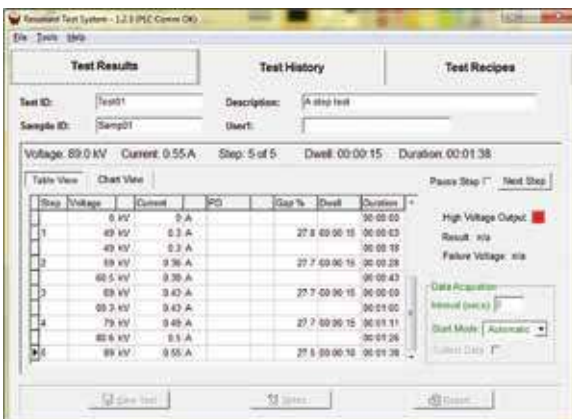 Resonant Test System - 1.2.0 (PLC Comm OK)
File Tools Help
Test Results Test History Test Recipes
Test ID: Test01 Description: A step test
Sample ID: Samp01 User1:
Voltage: 89.0 kV Current: 0.55 A Step: 5 of 5 Dwell: 00:00:15 Duration: 00:01:38
Table View Chart View Pause Step Next Step
Step Voltage Current PD Gap % Dwell Duration
0 kV 0 A 00:00:00
1 49 kV 0.3 A 27.8 00:00:15 00:00:03
49 kV 0.3 A 00:00:18
2 59 kV 0.36 A 27.7 00:00:15 00:00:28
60.5 kV 0.38 A 00:00:43
3 69 kV 0.43 A 27.7 00:00:15
69.3 kV 0.43 A
4 79 kV 0.49 A 27.7 00:00:15 00:01:11
80.6 kV 0.5 A 00:01:26
89 kV 0.55 A 27.5 00:00:10 00:01:38
High Voltage Output:
Result: n/a
Failure Voltage: n/a
Data Acquisition
Interval (secs):
Start Mode: Automatic
Collect Data
Save Test Notes Report